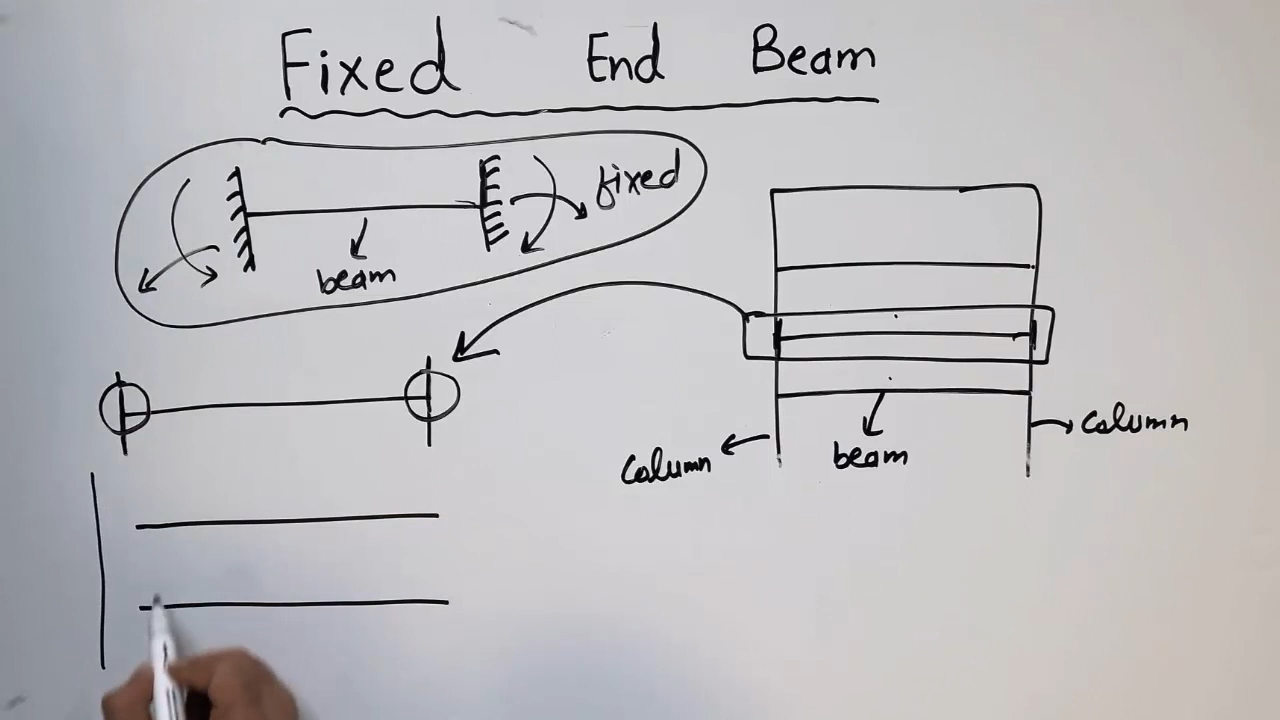 Fixed End Beam
fixed
beam
column
column
beam